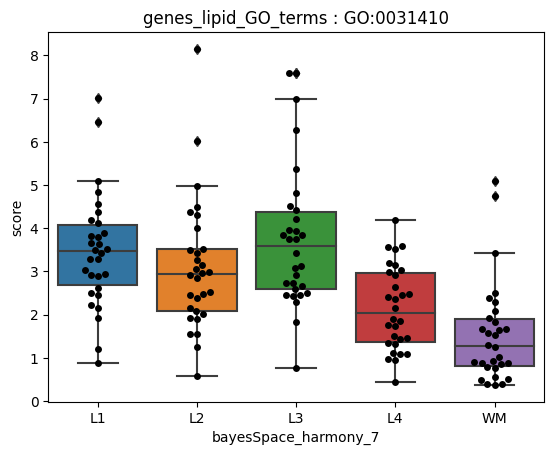 genes_lipid_GO_terms : GO:0031410
8
7
6
5
4
3
2
1
0
score
L1 L2 L3 L4 WM
bayesSpace_harmony_7